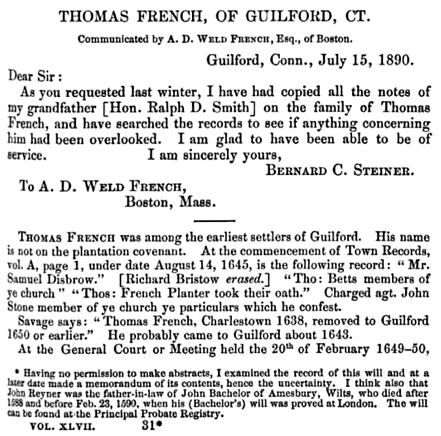 THOMAS FRENCH, OF GUILFORD, CT.
Communicated by A. D. WELD FRENCH, Esq., of Boston.
Guilford, Conn., July 15, 1890.
Dear Sir:
As you requested last winter, I have had copied all the notes of
my grandfather [Hon. Ralph D. Smith] on the family of Thomas
French, and have searched the records to see if anything concerning
him had been overlooked. I am glad to have been able to be of
service. I am sincerely yours,
BERNARD C. STEINER.
To A. D. WELD FRENCH,
Boston, Mass.
THOMAS FRENCH was among the earliest settlers of Guilford. His name
is not on the plantation covenant. At the commencement of Town Records,
vol. A, page 1, under date August 14, 1645, is the following record: "Mr.
Samuel Disbrow." [Richard Bristow erased.] "Tho: Betts members of
ye church" "Thos: French Planter took their oath." Charged agt. John
Stone member of ye church ye particulars which he confest.
Savage says: "Thomas French, Charlestown 1638, removed to Guilford
1650 or earlier." He probably came to Guilford about 1643.
At the General Court or Meeting held the 20th of February 1649-50,
* Having no permission to make abstracts, I examined the record of this will and at a
later date made a memorandum of its contents, hence the uncertainty. I think also that
John Reyner was the father-in-law of John Bachelor of Amesbury, Wilts, who died after
1588 and before Feb. 23, 1590, when his (Bachelor's) will was proved at London. The will
can be found at the Principal Probate Registry.
VOL. XLVII. 31*